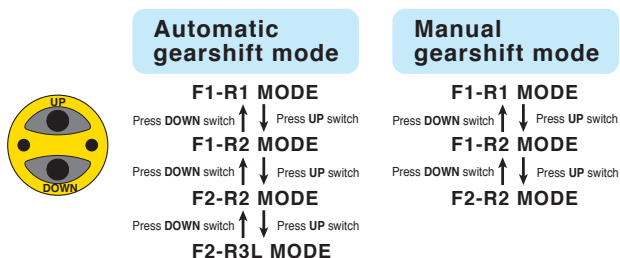 UP
DOWN
Automatic
gearshift mode
F1-R1 MODE
Press DOWN switch Press UP switch
F1-R2 MODE
Press DOWN switch Press UP switch
F2-R2 MODE
Press DOWN switch Press UP switch
F2-R3L MODE
Manual
gearshift mode
F1-R1 MODE
Press DOWN switch Press UP switch
F1-R2 MODE
Press DOWN switch Press UP switch
F2-R2 MODE